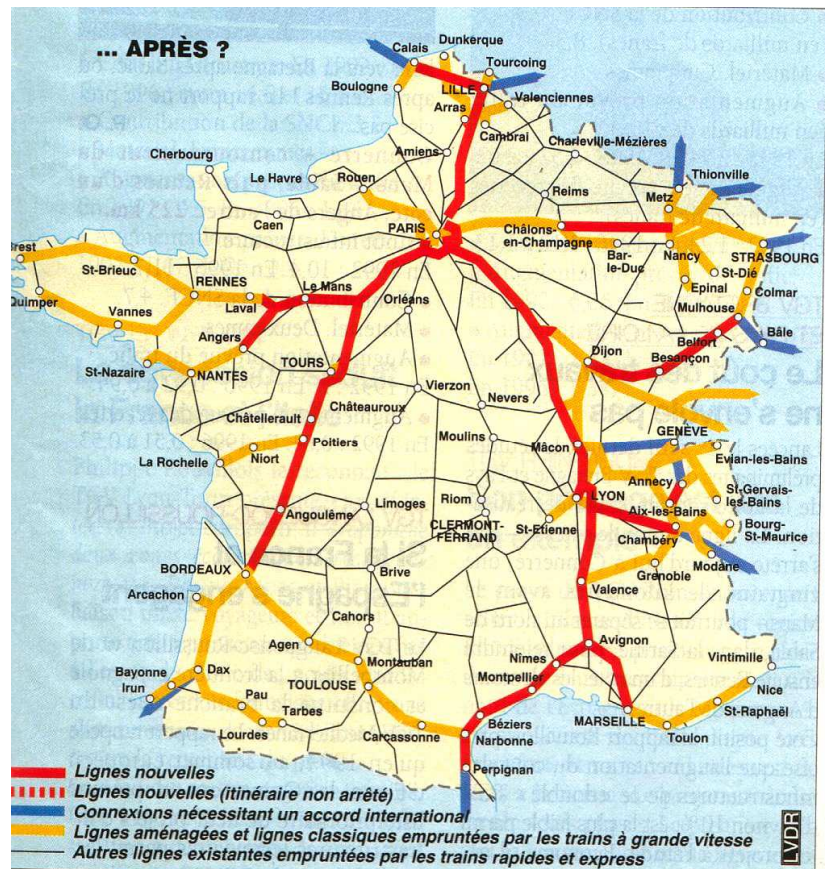 ... APRÈS ?
Dunkerque
Calais
Tourcoing
Boulogne
LILLE
Valenciennes
Arras
Cambrai
Cherbourg
Amiens
Charleville-Mézières
Le Havre
Rouen
Reims
Thionville
Metz
Caen
PARIS
Châlons-
en-Champagne
Bar-
le-Duc
Nancy
STRASBOURG
Brest
St-Brieuc
St-Dié
RENNES
Le Mans
Epinal
Colmar
Quimper
Laval
Orléans
Mulhouse
Vannes
Angers
Belfort
Bâle
TOURS
Dijon
Besançon
St-Nazaire
NANTES
Vierzon
Nevers
Châteauroux
Châtellerault
GENÈVE
Poitiers
Moulins
Mâcon
Evian-les-Bains
La Rochelle
Niort
Annecy
St-Gervais-
les-Bains
Limoges
Riom
LYON
Aix-les-Bains
Angoulême
CLERMONT-
FERRAND
St-Etienne
Chambéry
Bourg-
St-Maurice
Modane
BORDEAUX
Brive
Grenoble
Valence
Arcachon
Cahors
Agen
Avignon
Nîmes
Vintimille
Dax
Montauban
Montpellier
Bayonne
Nice
Irun
Pau
TOULOUSE
St-Raphaël
Tarbes
Béziers
MARSEILLE
Lourdes
Carcassonne
Narbonne
Toulon
Perpignan
Lignes nouvelles
Lignes nouvelles (itinéraire non arrêté)
Connexions nécessitant un accord international
Lignes aménagées et lignes classiques empruntées par les trains à grande vitesse
Autres lignes existantes empruntées par les trains rapides et express
LVDR